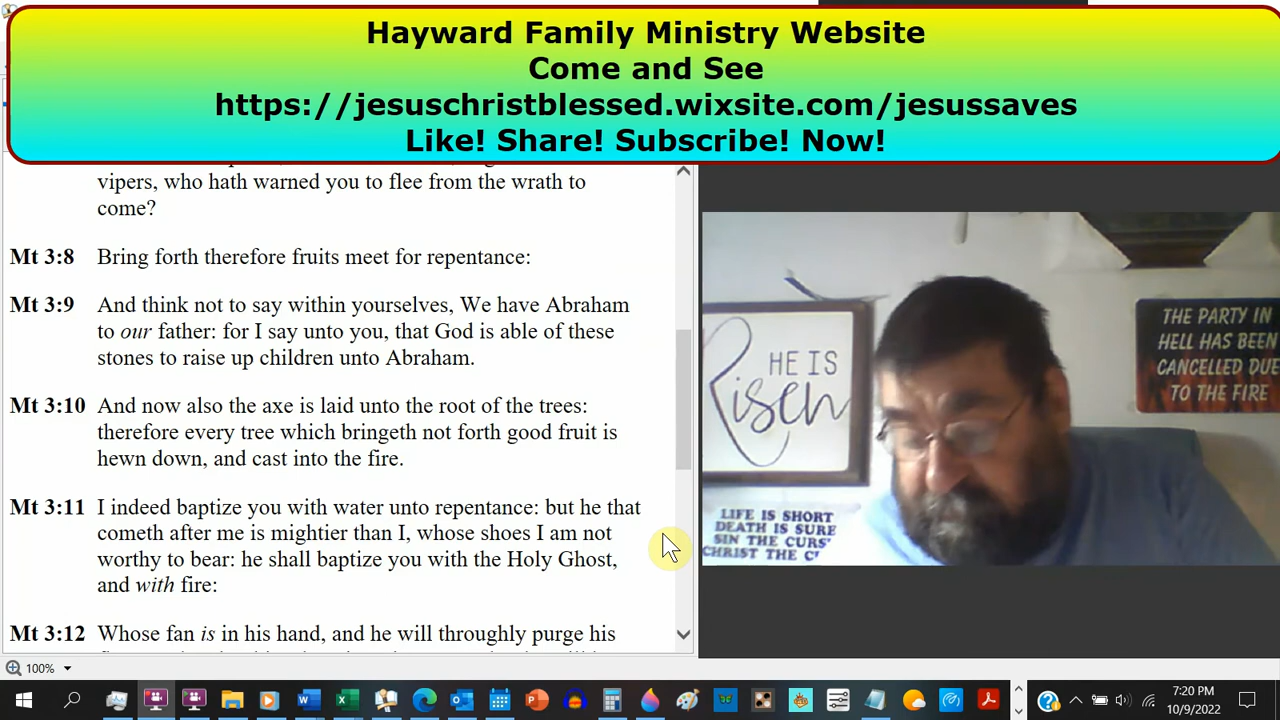 Hayward Family Ministry Website
Come and See
https://jesuschristblessed.wixsite.com/jesussaves
Like! Share! Subscribe! Now!
vipers, who hath warned you to flee from the wrath to
come?
Mt 3:8 Bring forth therefore fruits meet for repentance:
Mt 3:9 And think not to say within yourselves, We have Abraham
to our father: for I say unto you, that God is able of these
stones to raise up children unto Abraham.
Mt 3:10 And now also the axe is laid unto the root of the trees:
therefore every tree which bringeth not forth good fruit is
hewn down, and cast into the fire.
Mt 3:11 I indeed baptize you with water unto repentance: but he that
cometh after me is mightier than I, whose shoes I am not
worthy to bear: he shall baptize you with the Holy Ghost,
and with fire:
Mt 3:12 Whose fan is in his hand, and he will throughly purge his
HE IS
Risen
THE PARTY IN
HELL HAS BEEN
CANCELLED DUE
TO THE FIRE
LIFE IS SHORT
DEATH IS SURE
SIN THE CURS
CHRIST THE C
100%
7:20 PM
10/9/2022